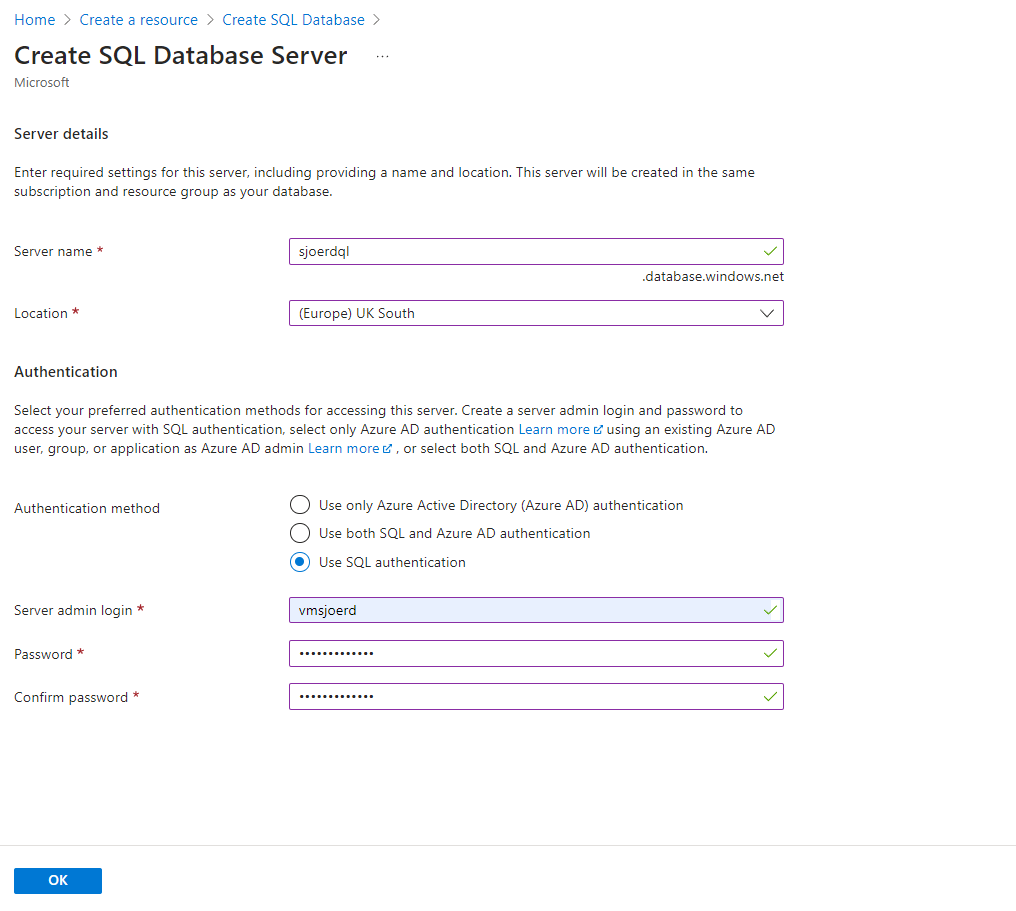 Home > Create a resource > Create SQL Database >
Create SQL Database Server ...
Microsoft
Server details
Enter required settings for this server, including providing a name and location. This server will be created in the same
subscription and resource group as your database.
Server name *
sjoerdql
.database.windows.net
Location *
(Europe) UK South
Authentication
Select your preferred authentication methods for accessing this server. Create a server admin login and password to
access your server with SQL authentication, select only Azure AD authentication Learn more using an existing Azure AD
user, group, or application as Azure AD admin Learn more , or select both SQL and Azure AD authentication.
Authentication method
Use only Azure Active Directory (Azure AD) authentication
Use both SQL and Azure AD authentication
Use SQL authentication
Server admin login *
vmsjoerd
Password *
•••••••••••••
Confirm password *
•••••••••••••
OK